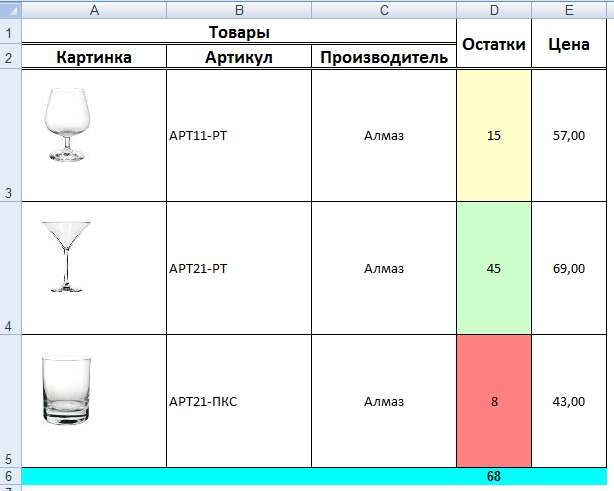 A B C D E
1 Товары Остатки Цена
2 Картинка Артикул Производитель
3 АРТ11-РТ Алмаз 15 57,00
4 АРТ21-РТ Алмаз 45 69,00
5 АРТ21-ПКС Алмаз 8 43,00
6 68